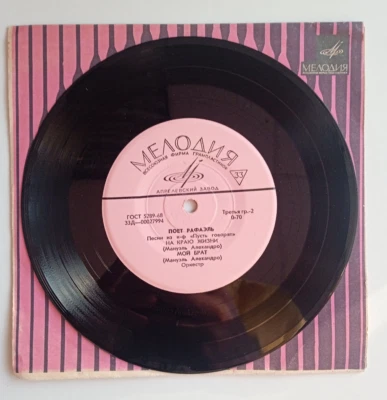 МЕЛОДИЯ
МЕЛОДИЯ
ВСЕСОЮЗНАЯ ФИРМА ГРАМПЛАСТИНОК
АПРЕЛЕВСКИЙ ЗАВОД
33
ГОСТ 5289-68
33Д—00027994
Третья гр.-2
0-70
ПОЕТ РАФАЭЛЬ
Песни из к-ф «Пусть говорят»
НА КРАЮ ЖИЗНИ
(Мануэль Алехандро)
МОЙ БРАТ
(Мануэль Алехандро)
Оркестр